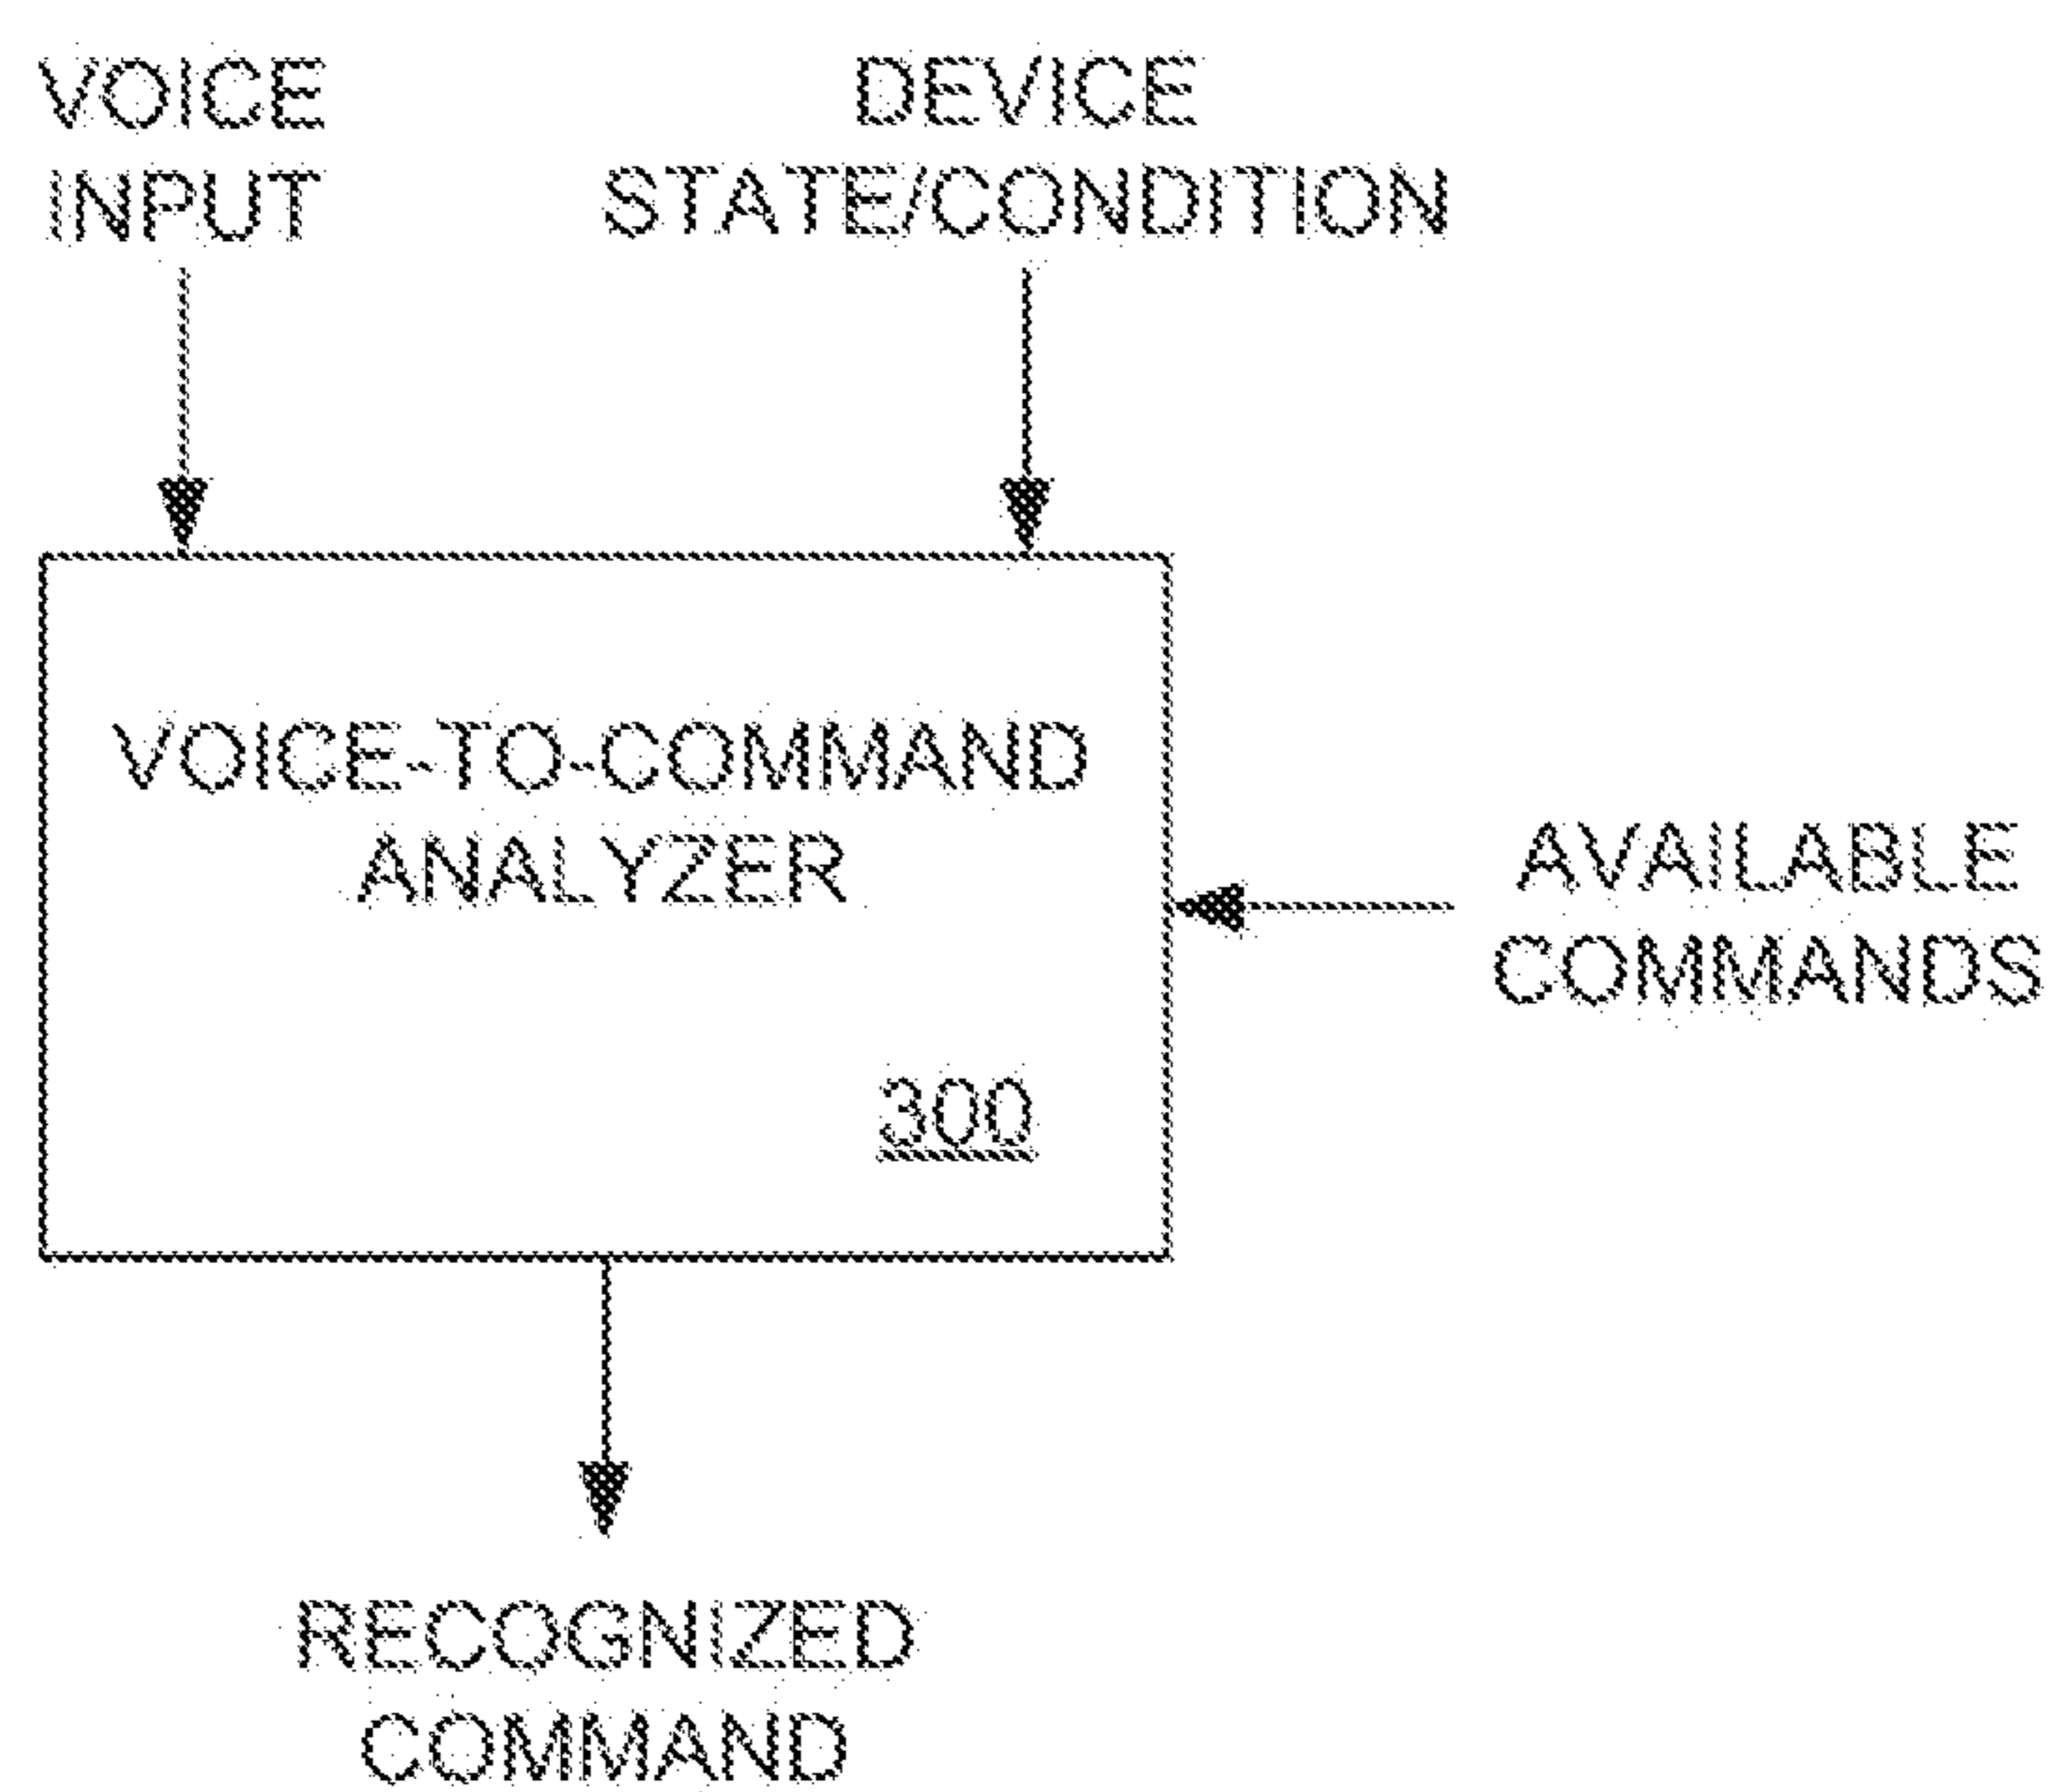 VOICE
INPUT
DEVICE
STATE/CONDITION
VOICE-TO-COMMAND
ANALYZER
300
AVAILABLE
COMMANDS
RECOGNIZED
COMMAND